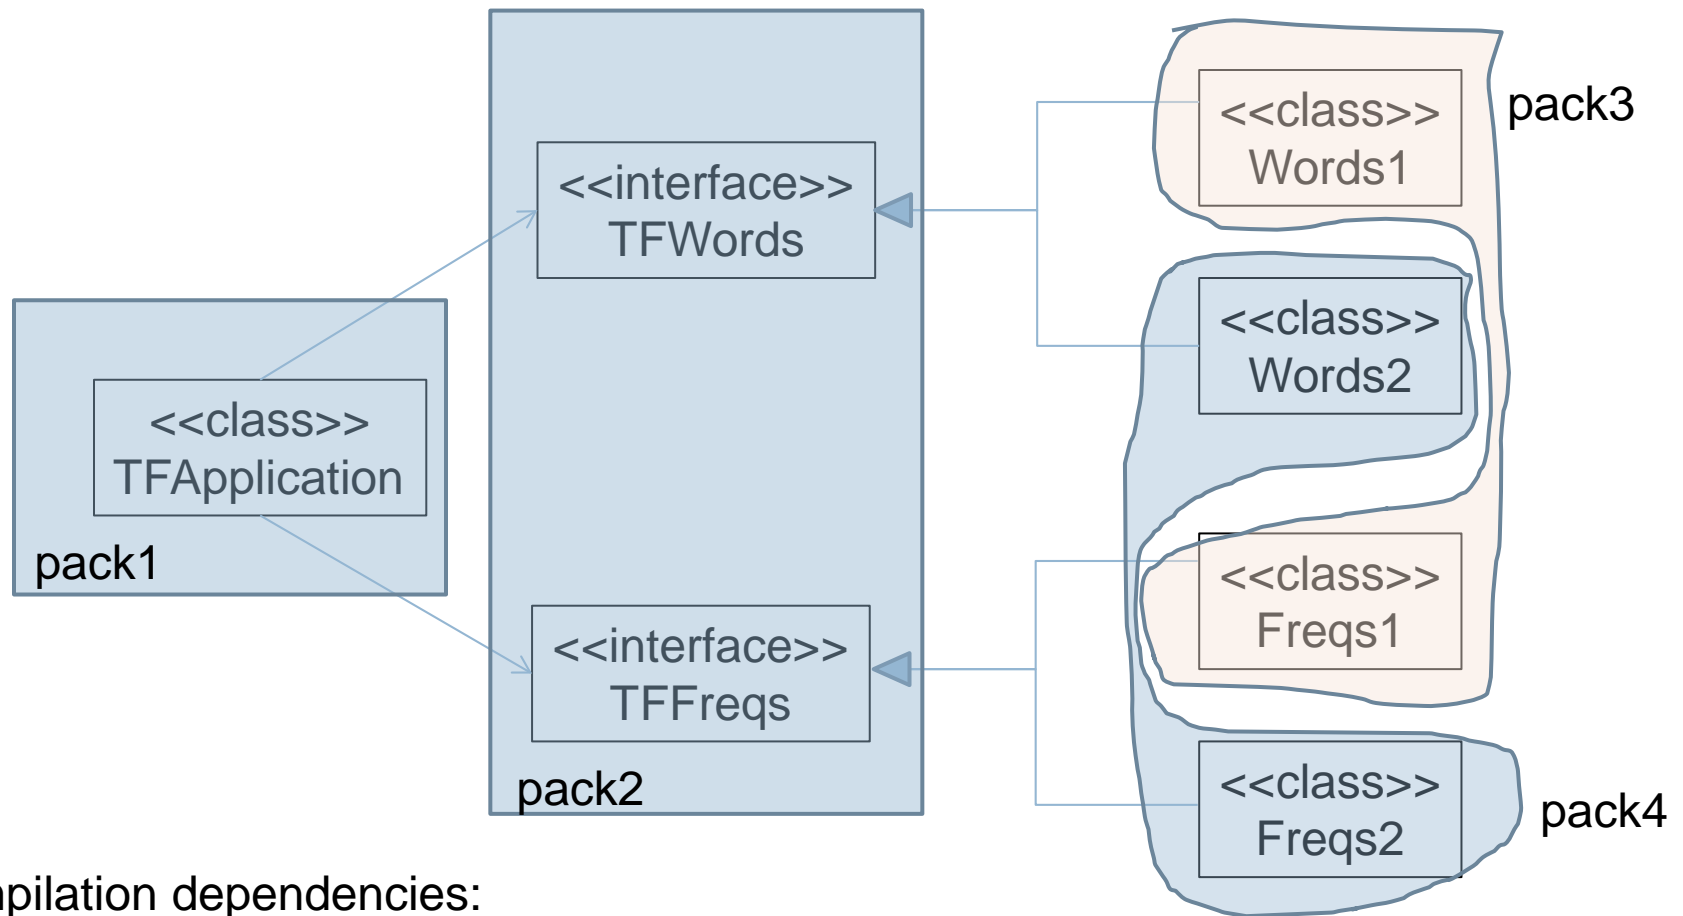 <<class>>
TFApplication
pack1
<<interface>>
TFWords
<<interface>>
TFFreqs
pack2
<<class>>
Words1
pack3
<<class>>
Words2
<<class>>
Freqs1
<<class>>
Freqs2
pack4
dependencies: